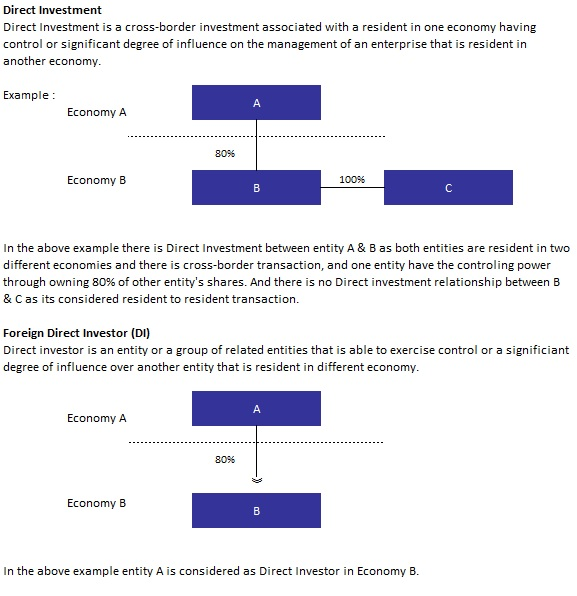 Direct Investment
Direct Investment is a cross-border investment associated with a resident in one economy having
control or significant degree of influence on the management of an enterprise that is resident in
another economy.
Example :
A
Economy A
80%
Economy B
100%
B
C
In the above example there is Direct Investment between entity A & B as both entities are resident in two
different economies and there is cross-border transaction, and one entity have the controling power
through owning 80% of other entity's shares. And there is no Direct investment relationship between B
& C as its considered resident to resident transaction.
Foreign Direct Investor (DI)
Direct investor is an entity or a group of related entities that is able to exercise control or a significiant
degree of influence over another entity that is resident in different economy.
A
Economy A
80%
Economy B
B
In the above example entity A is considered as Direct Investor in Economy B.